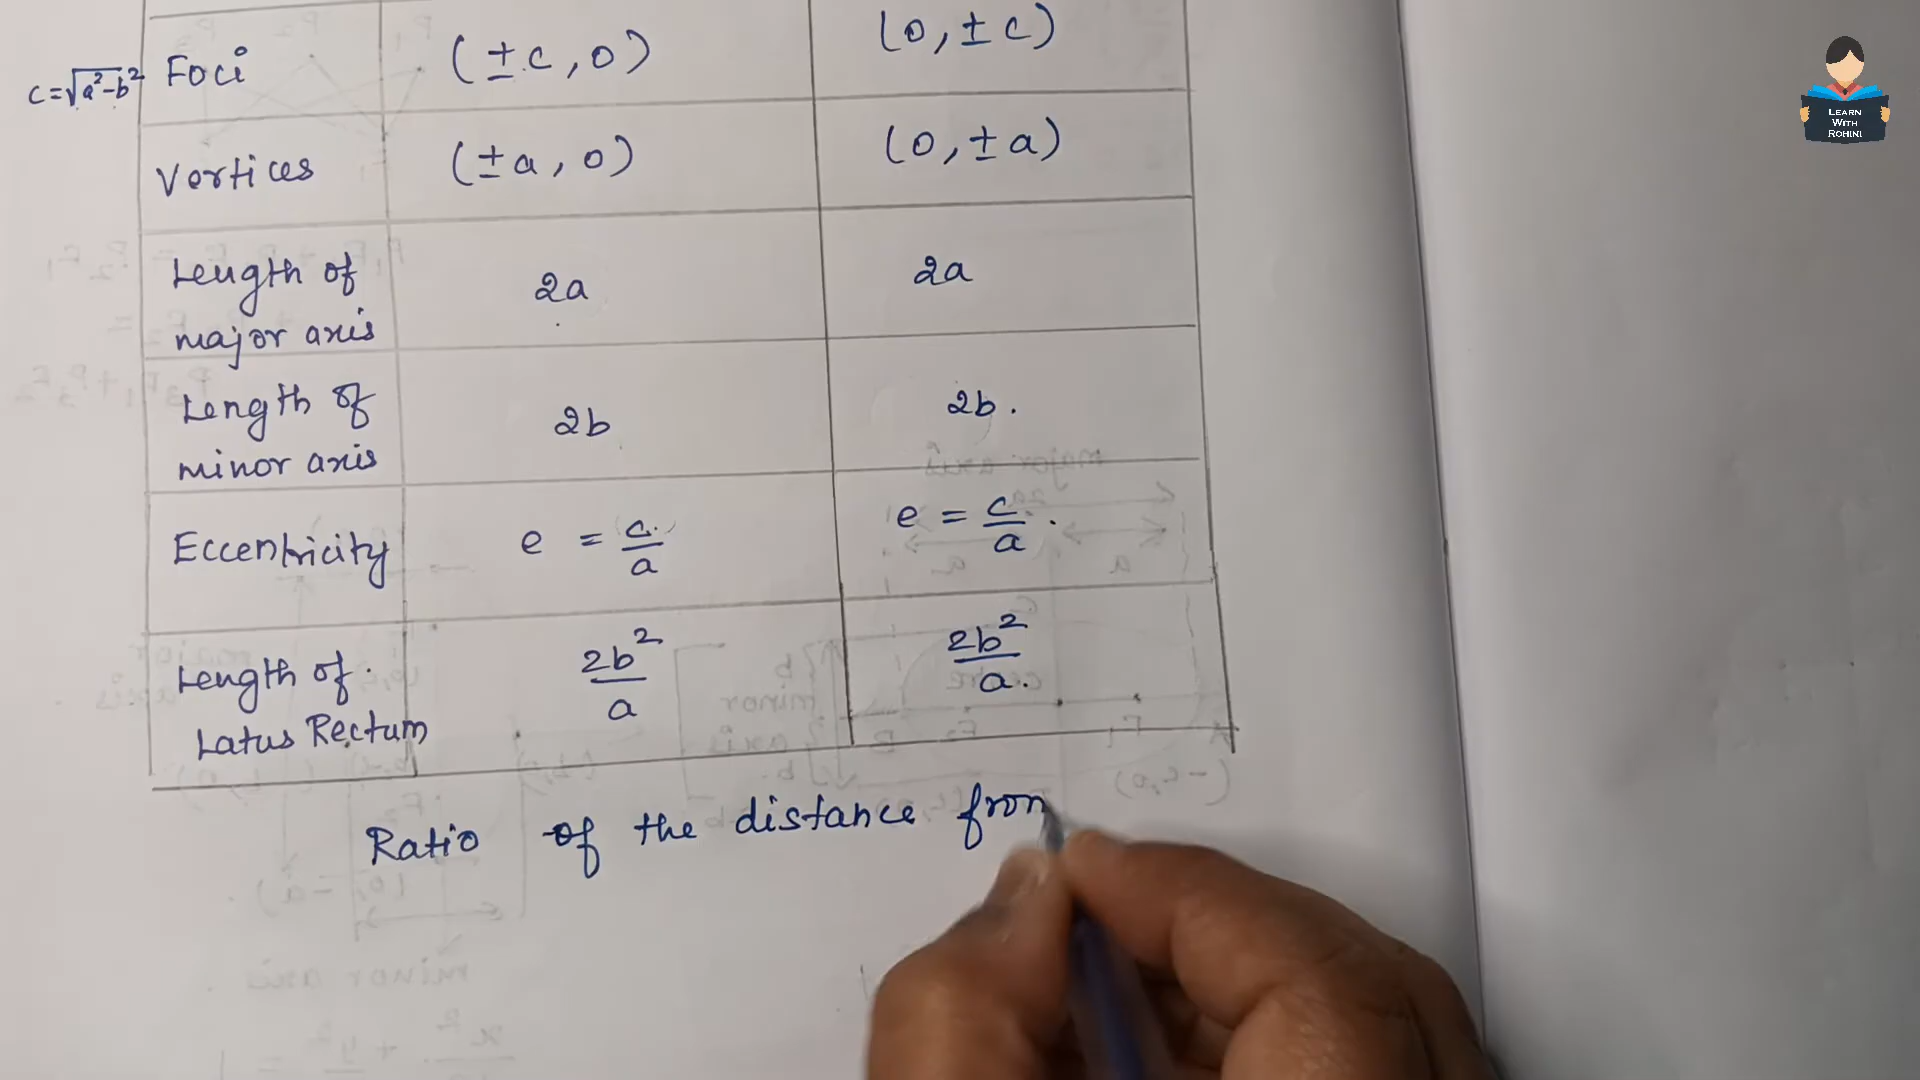 c = √a²-b² Foci (±c, 0) (0, ±c)
Vertices (±a, 0) (0, ±a)
Length of
major axis 2a 2a
Length of
minor axis 2b 2b.
Eccentricity e = c/a e = c/a.
Length of
Latus Rectum 2b²/a 2b²/a.
Ratio of the distance from
LEARN
WITH
ROHINI